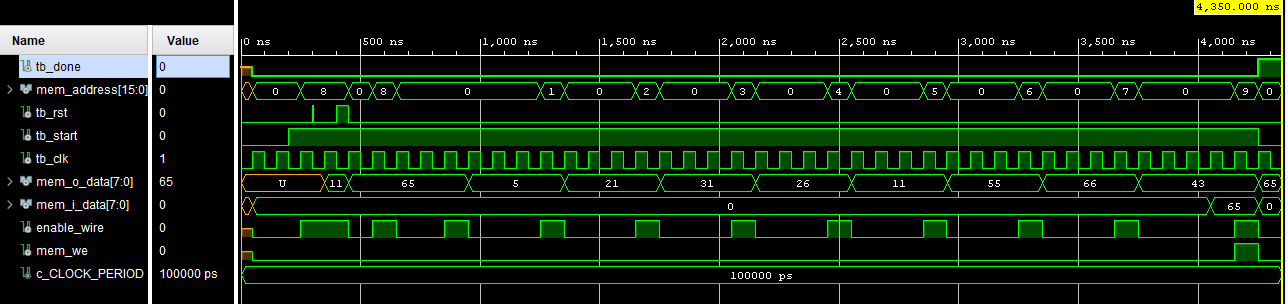 4,350.000 ns
Name Value
0 ns 500 ns 1,000 ns 1,500 ns 2,000 ns 2,500 ns 3,000 ns 3,500 ns 4,000 ns
tb_done 0
mem_address[15:0] 0 0 8 0 8 0 1 0 2 0 3 0 4 0 5 0 6 0 7 0 9 0
tb_rst 0
tb_start 0
tb_clk 1
mem_o_data[7:0] 65 U 11 65 5 21 31 26 11 55 66 43 65
mem_i_data[7:0] 0 0 65 0
enable_wire 0
mem_we 0
c_CLOCK_PERIOD 100000 ps 100000 ps